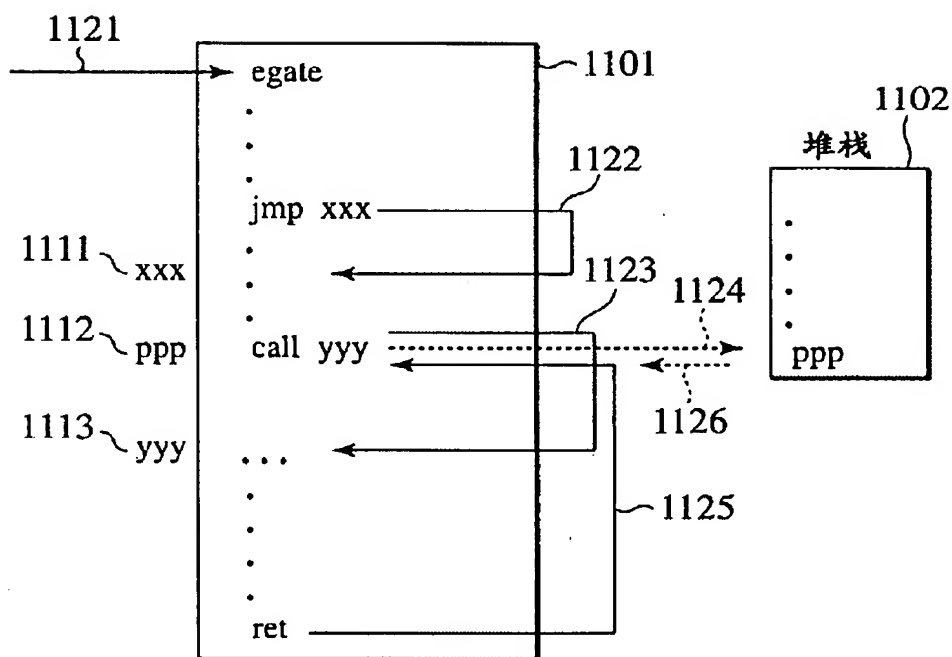 1121
egate
1101
1102
堆栈
1122
jmp xxx
1111
xxx
1123
1124
1112
ppp
call yyy
ppp
1126
1113
yyy
...
1125
ret